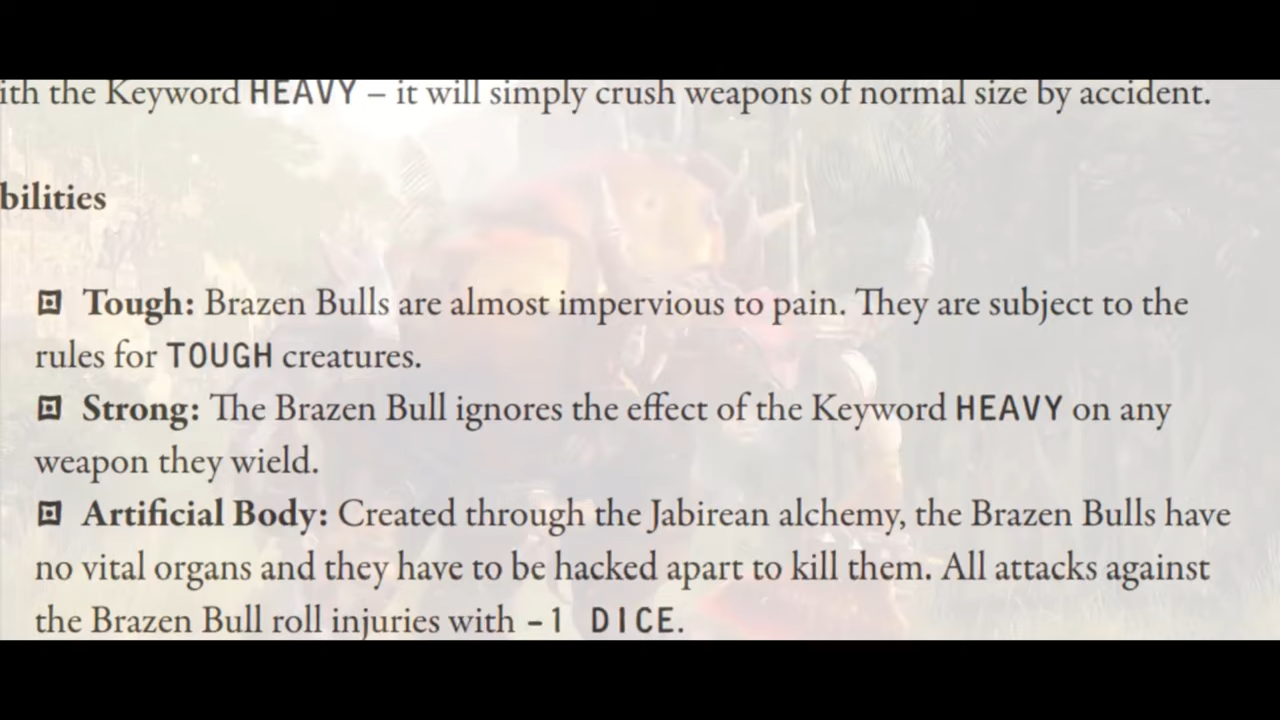 ith the Keyword HEAVY – it will simply crush weapons of normal size by accident.
bilities
Tough: Brazen Bulls are almost impervious to pain. They are subject to the
rules for TOUGH creatures.
Strong: The Brazen Bull ignores the effect of the Keyword HEAVY on any
weapon they wield.
Artificial Body: Created through the Jabirean alchemy, the Brazen Bulls have
no vital organs and they have to be hacked apart to kill them. All attacks against
the Brazen Bull roll injuries with -1 DICE.